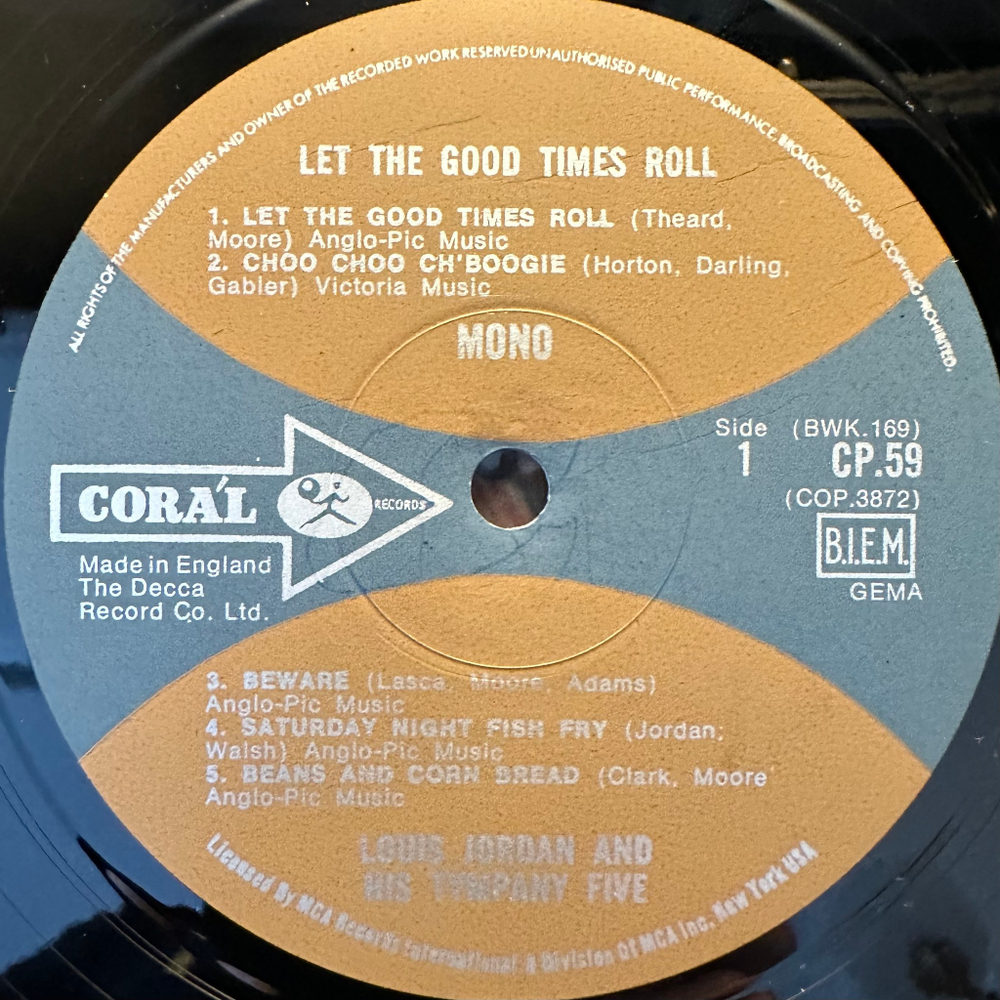 ALL RIGHTS OF THE MANUFACTURERS AND OWNER OF THE RECORDED WORK RESERVED UNAUTHORISED PUBLIC PERFORMANCE, BROADCASTING AND COPYING PROHIBITED.
LET THE GOOD TIMES ROLL
1. LET THE GOOD TIMES ROLL (Theard,
Moore) Anglo-Pic Music
2. CHOO CHOO CH'BOOGIE (Horton, Darling,
Gabler) Victoria Music
MONO
Side (BWK.169)
1 CP.59
(COP.3872)
B.I.E.M.
GEMA
CORAL RECORDS
Made in England
The Decca
Record Co. Ltd.
3. BEWARE (Lasca, Moore, Adams)
Anglo-Pic Music
4. SATURDAY NIGHT FISH FRY (Jordan;
Walsh) Anglo-Pic Music
5. BEANS AND CORN BREAD (Clark, Moore
Anglo-Pic Music
LOUIS JORDAN AND
HIS TYMPANY FIVE
Licensed By MCA Records International A Division Of MCA Inc. New York USA